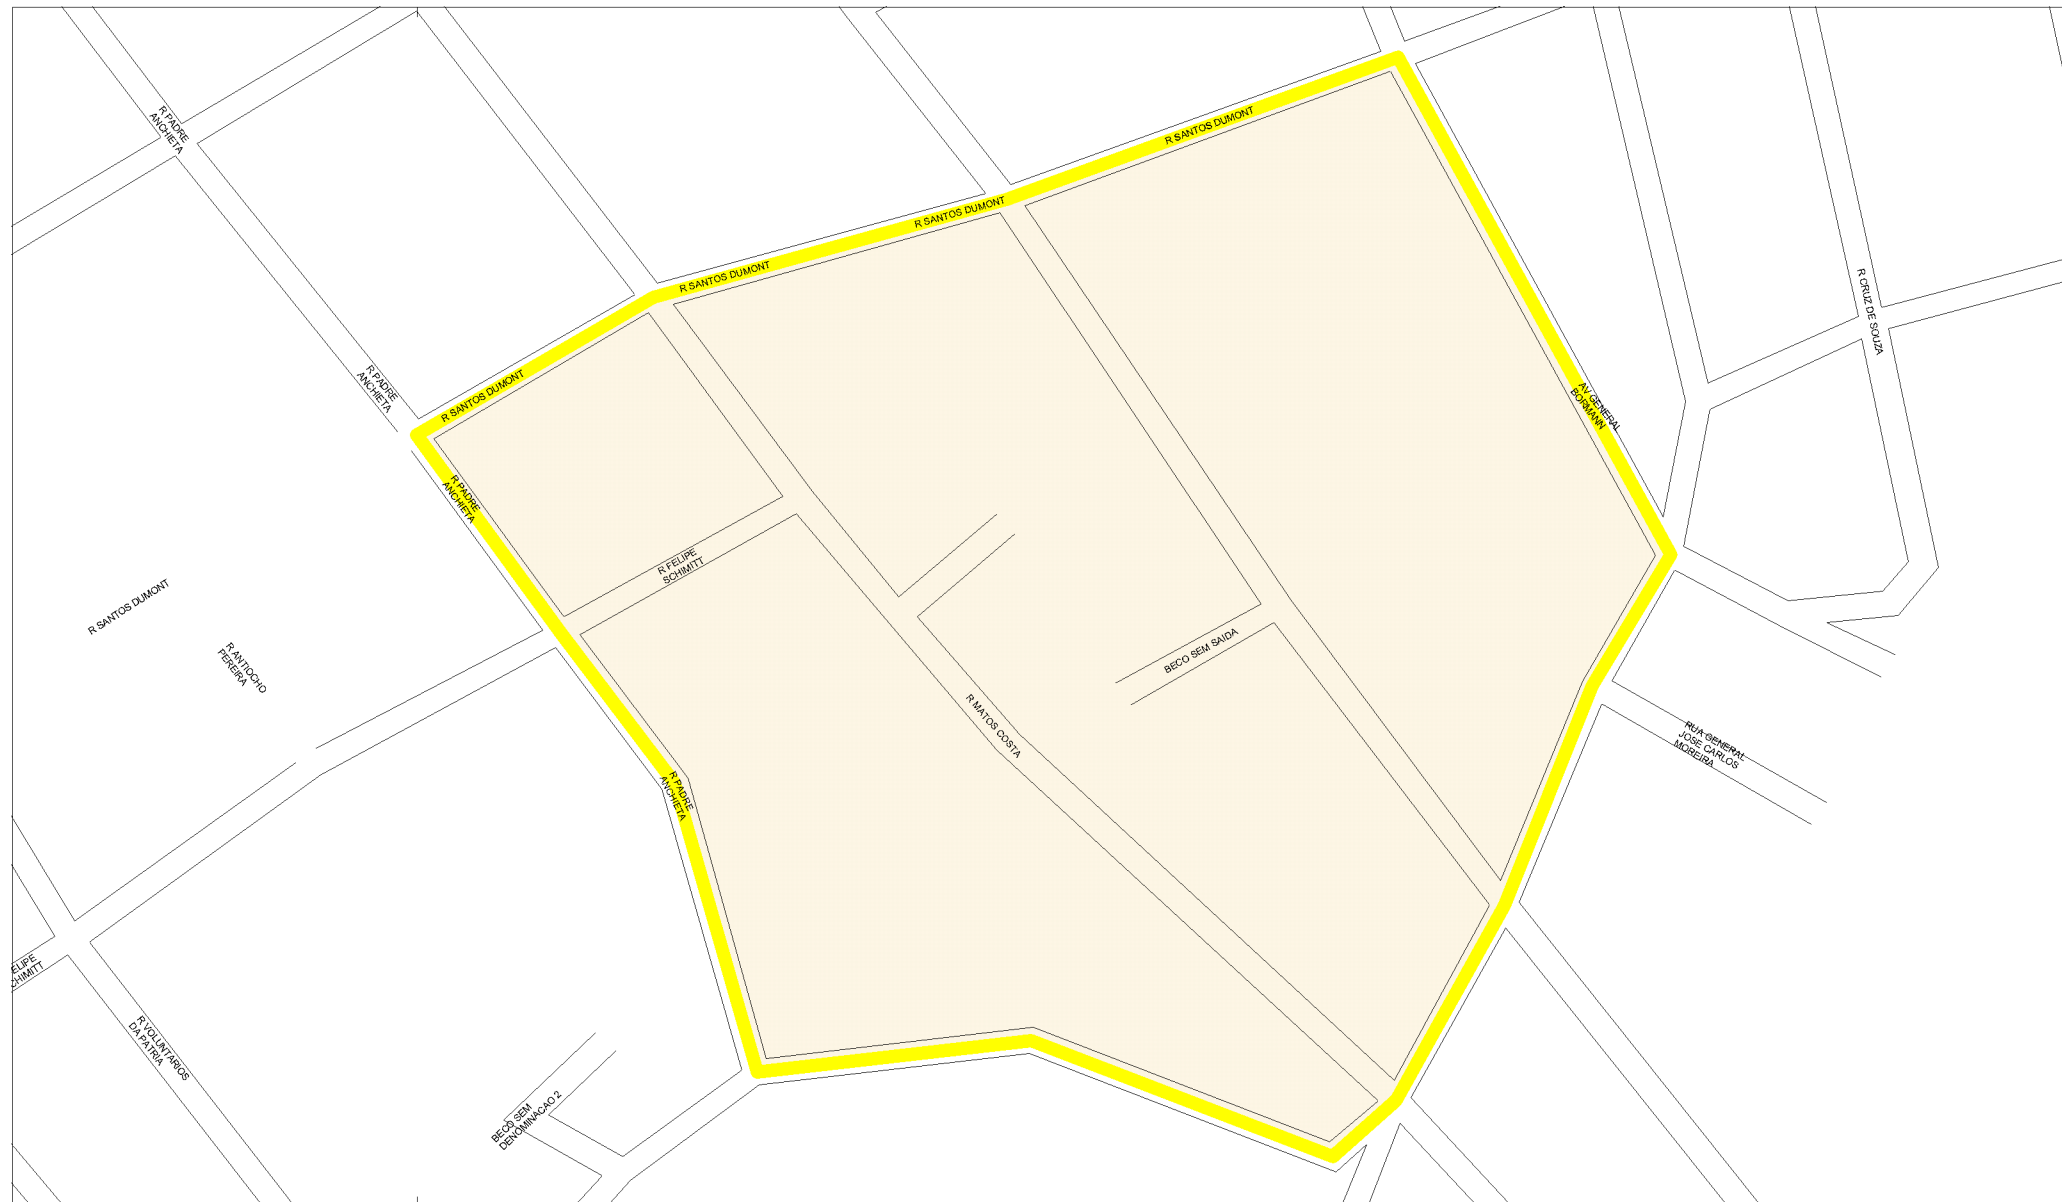 R PADRE
ANCHIETA
R SANTOS DUMONT
R SANTOS DUMONT
R SANTOS DUMONT
R CRUZ DE SOUZA
R PADRE
ANCHIETA
R SANTOS DUMONT
AV GENERAL
BORMANN
R PADRE
ANCHIETA
R FELIPE
SCHIMITT
R SANTOS DUMONT
R ANTIOCHO
PEREIRA
BECO SEM SAIDA
R MATOS COSTA
RUA GENERAL
JOSE CARLOS
MOREIRA
R PADRE
ANCHIETA
ELIPE
CHIMITT
R VOLUNTARIOS
DA PATRIA
BECO SEM
DENOMINACAO 2